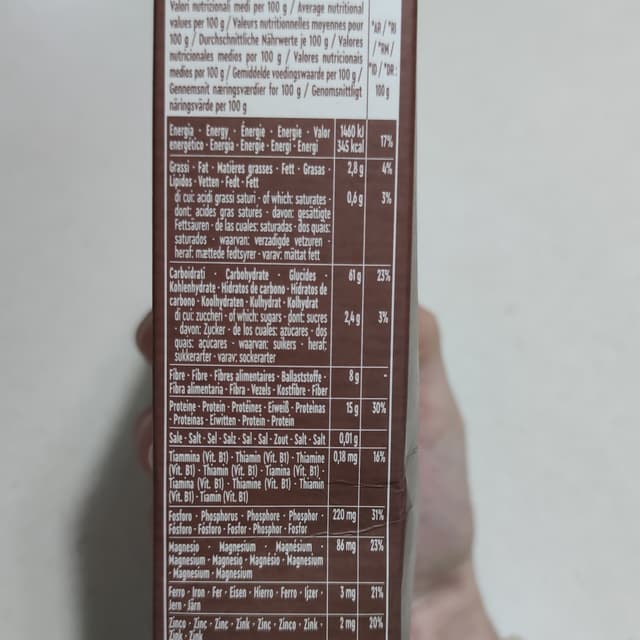 Valori nutrizionali medi per 100 g / Average nutritional
values per 100 g / Valeurs nutritionnelles moyennes pour
100 g / Durchschnittliche Nährwerte je 100 g / Valores
nutricionales medios por 100 g / Valores nutricionais
medios por 100 g / Gemiddelde voedingswaarde per 100 g /
Gennemsnit næringsværdier for 100 g / Genomsnittligt
näringsvärde per 100 g
*AR / *RI
/ *RM /
*ID / *DR:
100 g
Energia - Energy - Énergie - Energie - Valor 1460 kJ
energético - Energia - Energie - Energi - Energi 345 kcal 17%
Grassi - Fat - Matières grasses - Fett - Grasas - 2,8 g 4%
Lípidos - Vetten - Fedt - Fett
di cui: acidi grassi saturi - of which: saturates - 0,6 g 3%
dont: acides gras saturés - davon: gesättigte
Fettsäuren - de las cuales: saturadas - dos quais:
saturados - waarvan: verzadigde vetzuren -
heraf: mættede fedtsyrer - varav: mättat fett
Carboidrati - Carbohydrate - Glucides - 61 g 23%
Kohlenhydrate - Hidratos de carbono - Hidratos de
carbono - Koolhydraten - Kulhydrat - Kolhydrat
di cui: zuccheri - of which: sugars - dont: sucres 2,4 g 3%
- davon: Zucker - de los cuales: azúcares - dos
quais: açúcares - waarvan: suikers - heraf:
sukkerarter - varav: sockerarter
Fibre - Fibre - Fibres alimentaires - Ballaststoffe - 8 g -
Fibra alimentaria - Fibra - Vezels - Kostfibre - Fiber
Proteine - Protein - Protéines - Eiweiß - Proteínas 15 g 30%
- Proteínas - Eiwitten - Protein - Protein
Sale - Salt - Sel - Salz - Sal - Sal - Zout - Salt - Salt 0,01 g
Tiammina (Vit. B1) - Thiamin (Vit. B1) - Thiamine 0,18 mg 16%
(Vit. B1) - Thiamin (Vit. B1) - Tiamina (Vit. B1) -
Tiamina (Vit. B1) - Thiamine (Vit. B1) - Thiamin
(Vit. B1) - Tiamin (Vit. B1)
Fosforo - Phosphorus - Phosphore - Phosphor - 220 mg 31%
Fósforo - Fósforo - Fosfor - Phosphor - Fosfor
Magnesio - Magnesium - Magnésium - 86 mg 23%
Magnesium - Magnesio - Magnésio - Magnesium
- Magnesium - Magnesium
Ferro - Iron - Fer - Eisen - Hierro - Ferro - Ijzer - 3 mg 21%
Jern - Järn
Zinco - Zinc - Zinc - Zink - Zinc - Zinco - Zink - 2 mg 20%
Zink - Zink